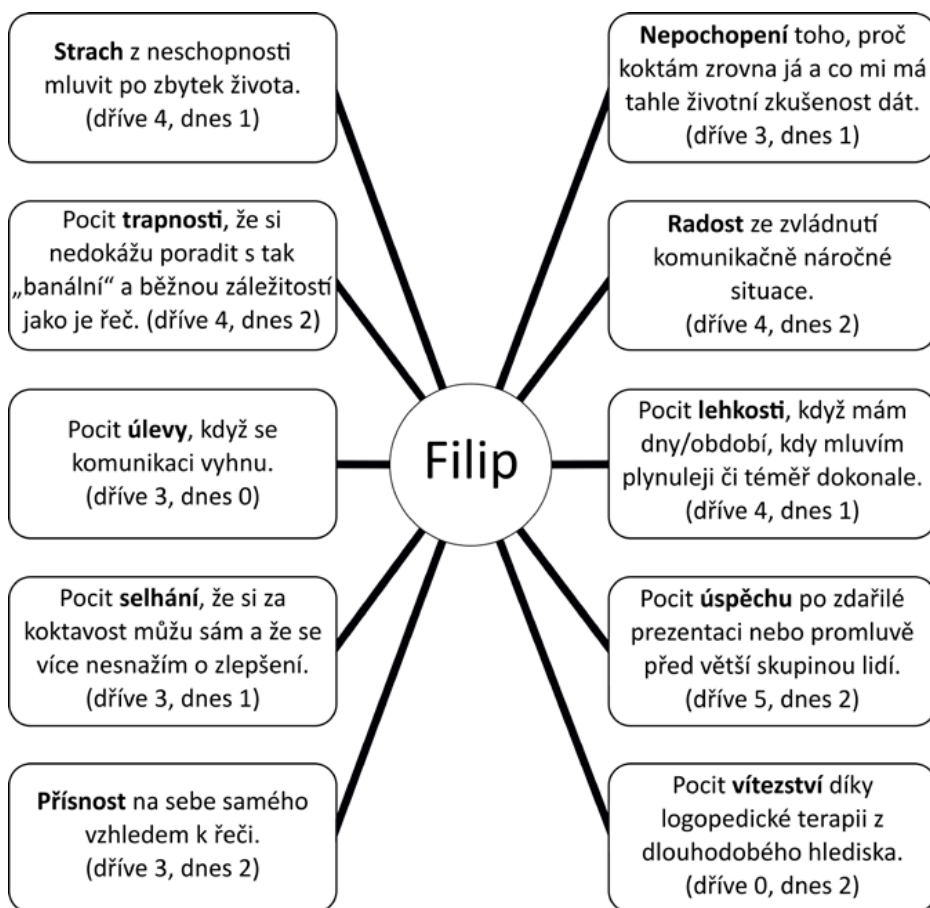 Strach z neschopnosti
mluvit po zbytek života.
(dříve 4, dnes 1)
Nepochopení toho, proč
koktám zrovna já a co mi má
tahle životní zkušenost dát.
(dříve 3, dnes 1)
Pocit trapnosti, že si
nedokážu poradit s tak
„banální“ a běžnou záležitostí
jako je řeč. (dříve 4, dnes 2)
Radost ze zvládnutí
komunikačně náročné
situace.
(dříve 4, dnes 2)
Pocit úlevy, když se
komunikaci vyhnu.
(dříve 3, dnes 0)
Filip
Pocit lehkosti, když mám
dny/období, kdy mluvím
plynuleji či téměř dokonale.
(dříve 4, dnes 1)
Pocit selhání, že si za
koktavost můžu sám a že se
více nesnažím o zlepšení.
(dříve 3, dnes 1)
Pocit úspěchu po zdařilé
prezentaci nebo promluvě
před větší skupinou lidí.
(dříve 5, dnes 2)
Přísnost na sebe samého
vzhledem k řeči.
(dříve 3, dnes 2)
Pocit vítezství díky
logopedické terapii z
dlouhodobého hlediska.
(dříve 0, dnes 2)